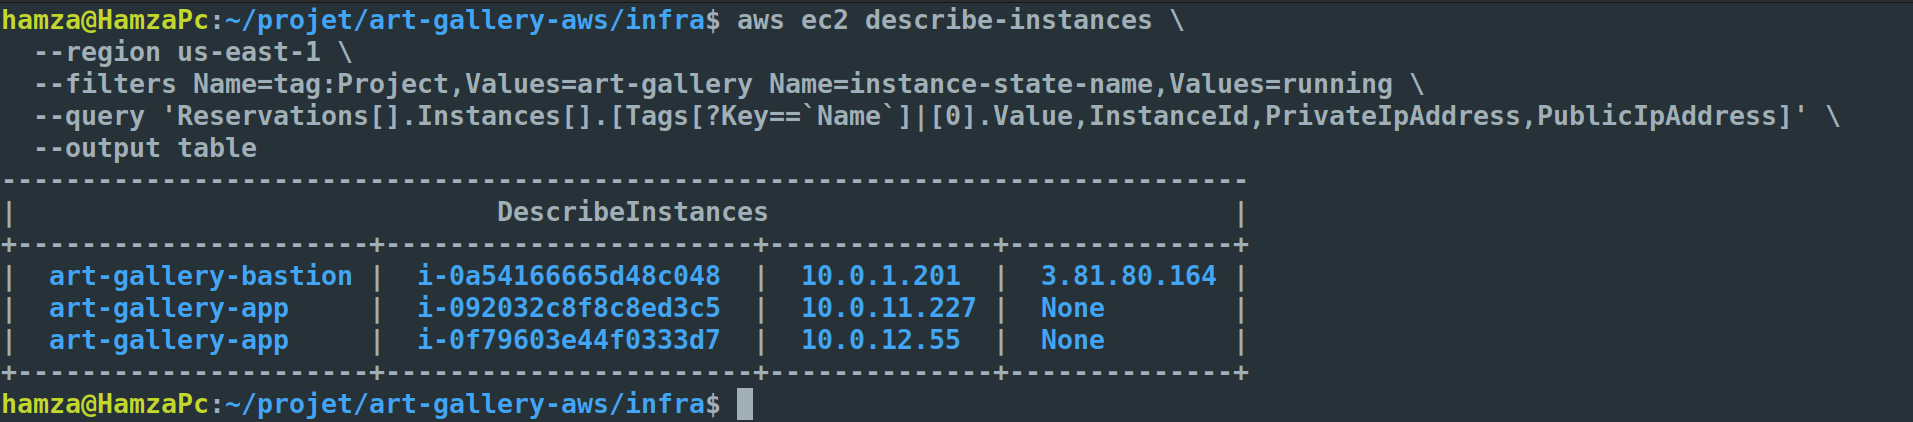 hamza@HamzaPc:~/projet/art-gallery-aws/infra$ aws ec2 describe-instances \
  --region us-east-1 \
  --filters Name=tag:Project,Values=art-gallery Name=instance-state-name,Values=running \
  --query 'Reservations[].Instances[].[Tags[?Key==`Name`]|[0].Value,InstanceId,PrivateIpAddress,PublicIpAddress]' \
  --output table
------------------------------------------------------------------------------
|                              DescribeInstances                             |
+----------------------+-----------------------+--------------+--------------+
|  art-gallery-bastion |  i-0a54166665d48c048  |  10.0.1.201  |  3.81.80.164 |
|  art-gallery-app     |  i-092032c8f8c8ed3c5  |  10.0.11.227 |  None        |
|  art-gallery-app     |  i-0f79603e44f0333d7  |  10.0.12.55  |  None        |
+----------------------+-----------------------+--------------+--------------+
hamza@HamzaPc:~/projet/art-gallery-aws/infra$